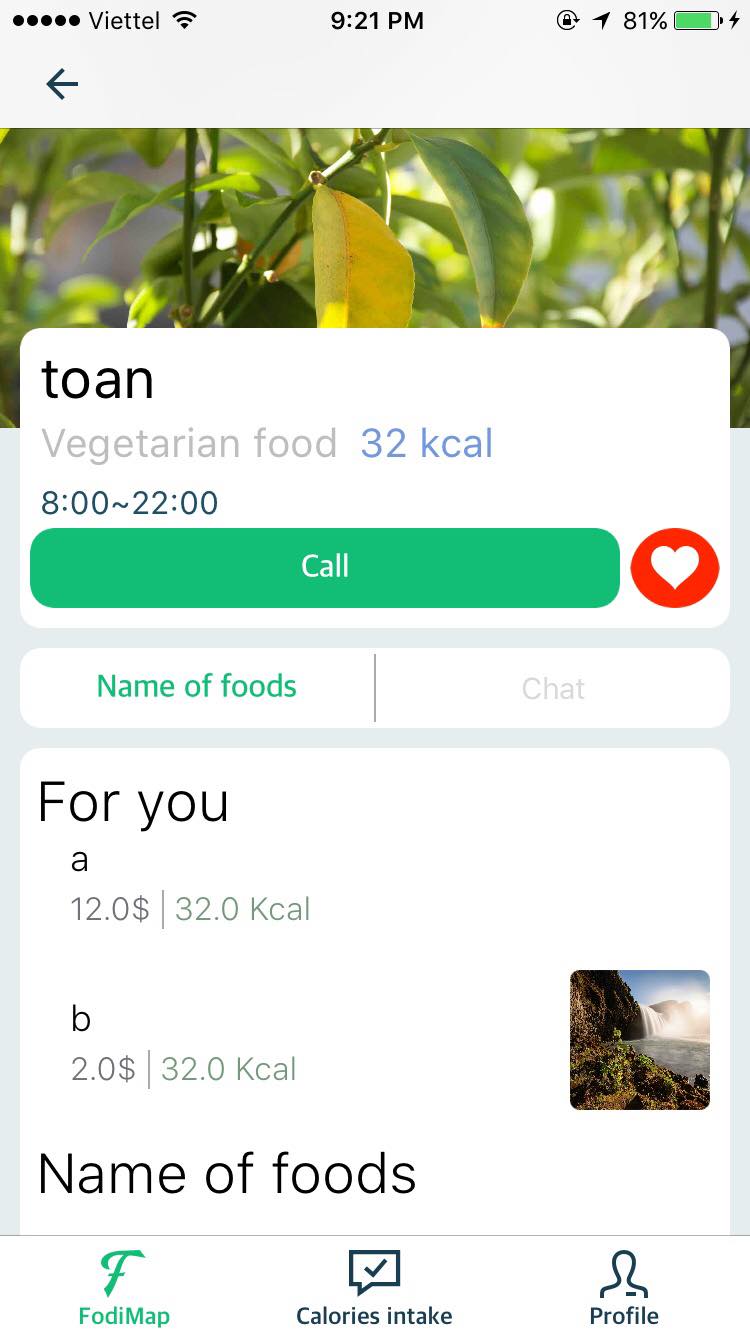 Viettel 9:21 PM 81%
toan
Vegetarian food 32 kcal
8:00~22:00
Call
Name of foods Chat
For you
a
12.0$ | 32.0 Kcal
b
2.0$ | 32.0 Kcal
Name of foods
FodiMap Calories intake Profile